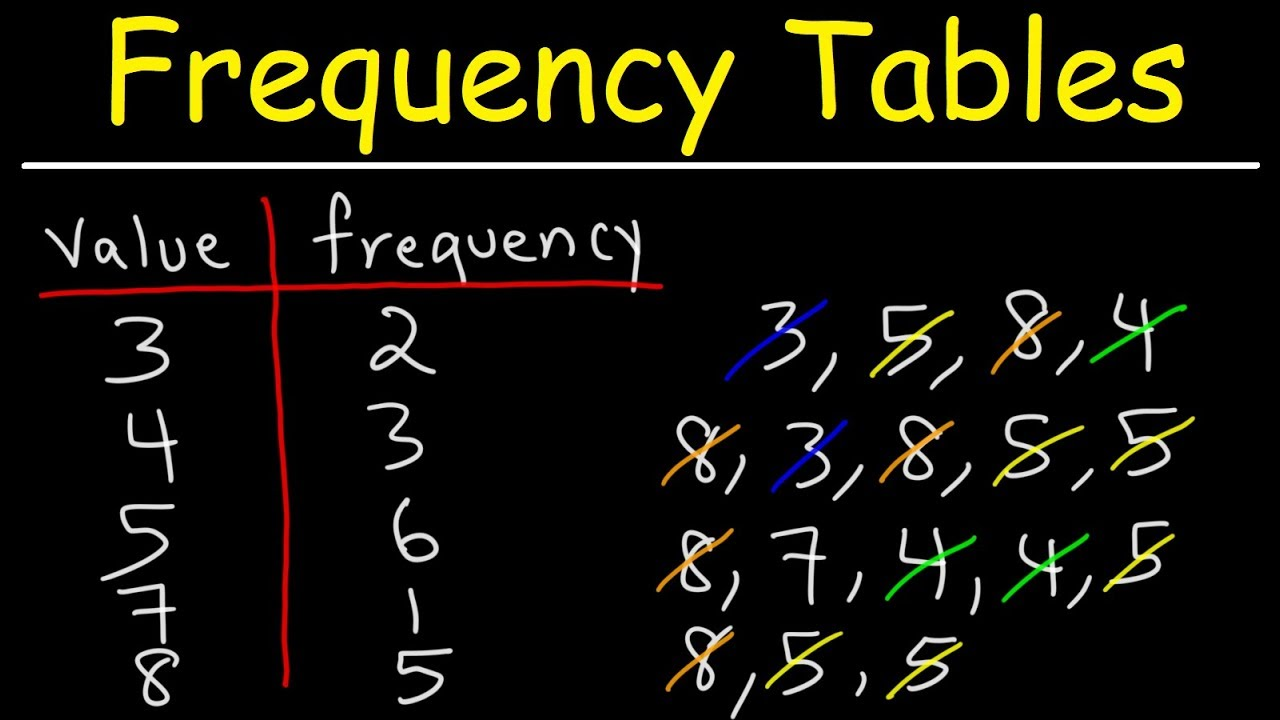 Frequency Tables
Value frequency
3 2
4 3
5 6
7 1
8 5
3, 5, 8, 4
8, 3, 8, 5, 5
8, 7, 4, 4, 5
8, 5, 5